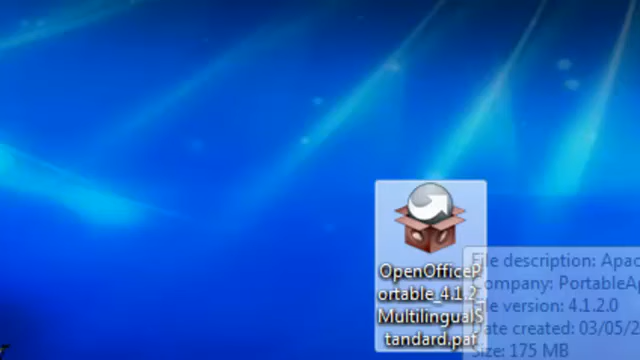 OpenOfficeP
ortable_4.1.2_
MultilingualS
tandard.paf
File description: Apac
Company: PortableAp
File version: 4.1.2.0
Date created: 03/05/2
Size: 175 MB